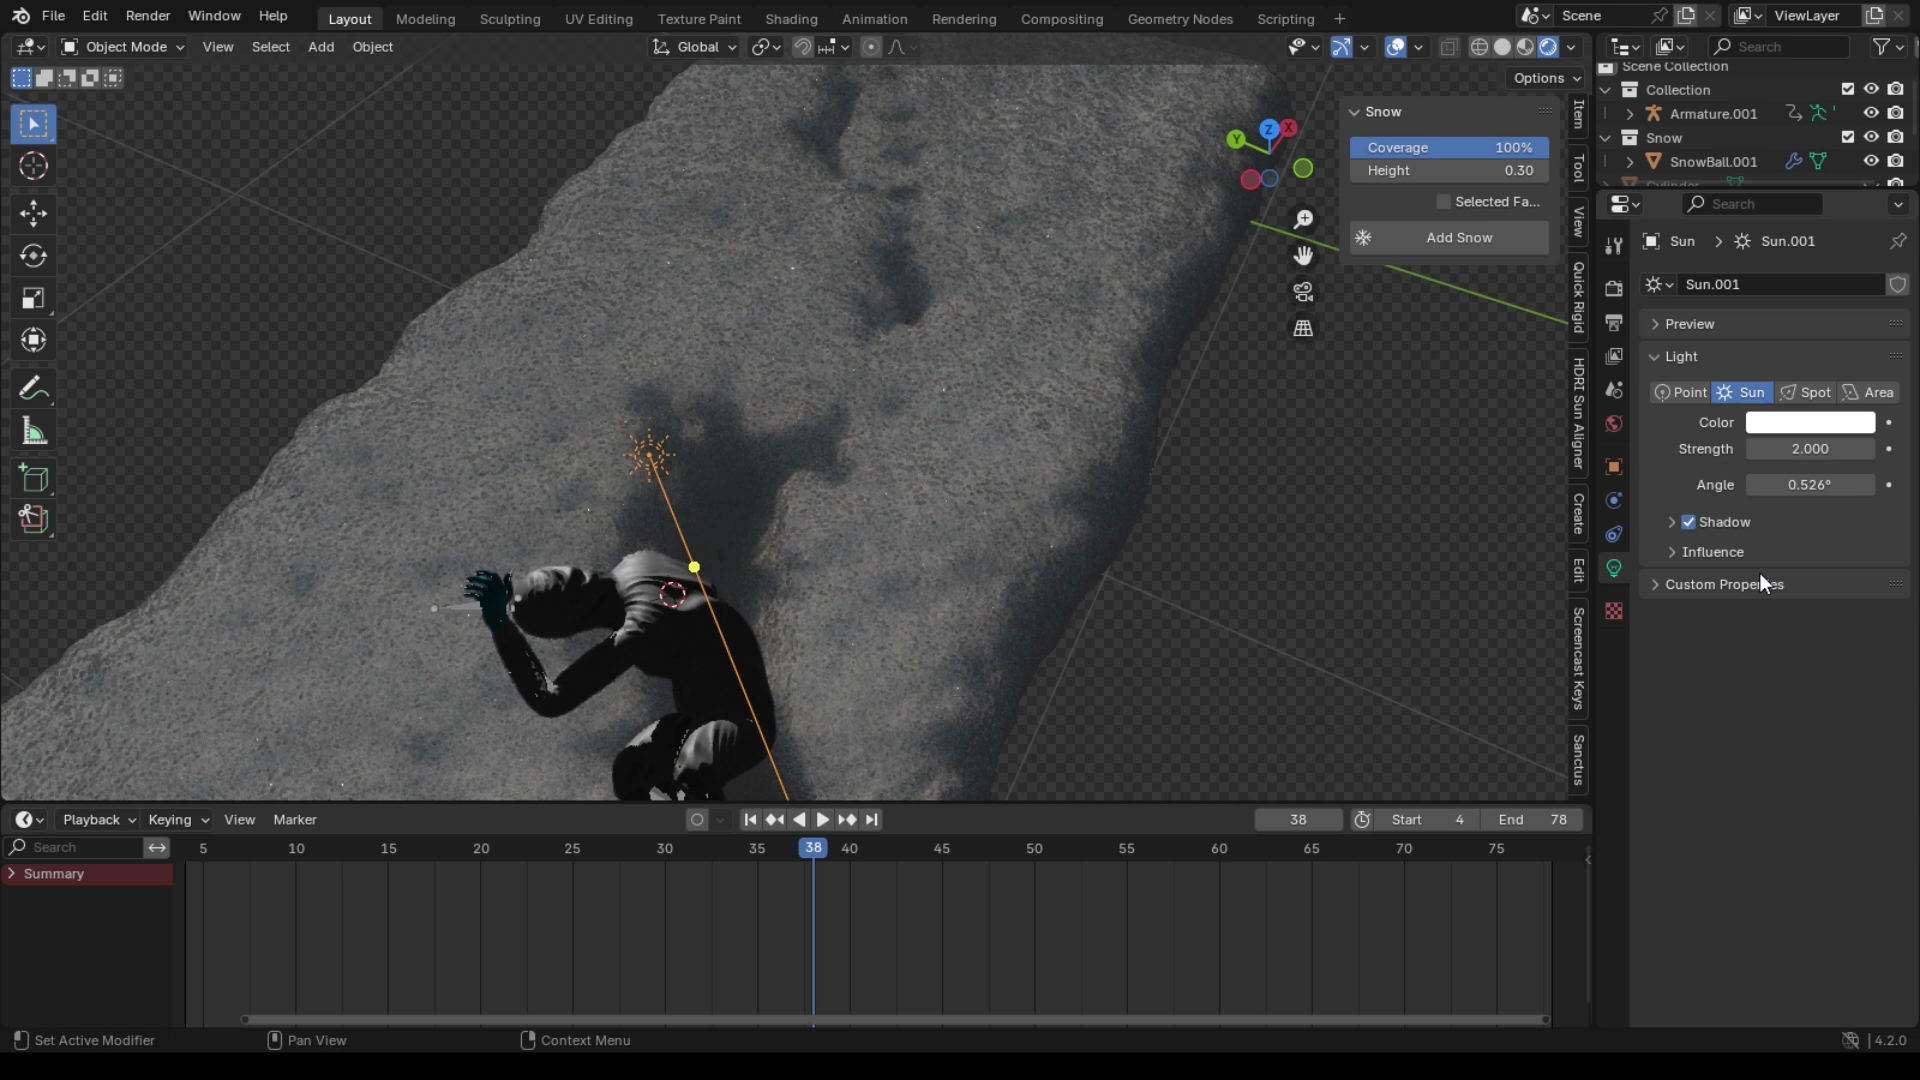 File Edit Render Window Help Layout Modeling Sculpting UV Editing Texture Paint Shading Animation Rendering Compositing Geometry Nodes Scripting Scene ViewLayer
Object Mode View Select Add Object Global Search
Options
Scene Collection
Collection
Armature.001
Snow
SnowBall.001
Cylinder
Snow
Coverage 100%
Height 0.30
Selected Fa...
Add Snow
Y Z X
Item
Tool
View
Quick Rigid
HDRI Sun Aligner
Create
Edit
Screencast Keys
Sanctus
Search
Sun Sun.001
Sun.001
Preview
Light
Point Sun Spot Area
Color
Strength 2.000
Angle 0.526°
Shadow
Influence
Custom Properties
Playback Keying View Marker 38 Start 4 End 78
Search 5 10 15 20 25 30 35 38 40 45 50 55 60 65 70 75
Summary
Set Active Modifier Pan View Context Menu 4.2.0